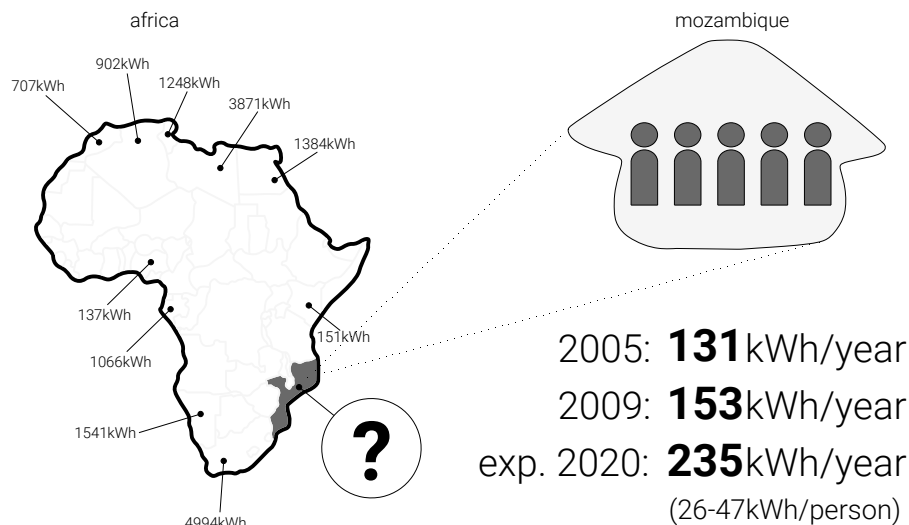 africa
mozambique
902kWh
707kWh
1248kWh
3871kWh
1384kWh
137kWh
151kWh
1066kWh
1541kWh
4994kWh
?
2005: 131kWh/year
2009: 153kWh/year
exp. 2020: 235kWh/year
(26-47kWh/person)